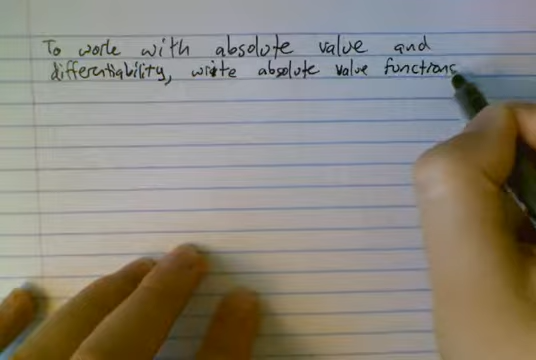 To work with absolute value and
differentiability, write absolute value functions